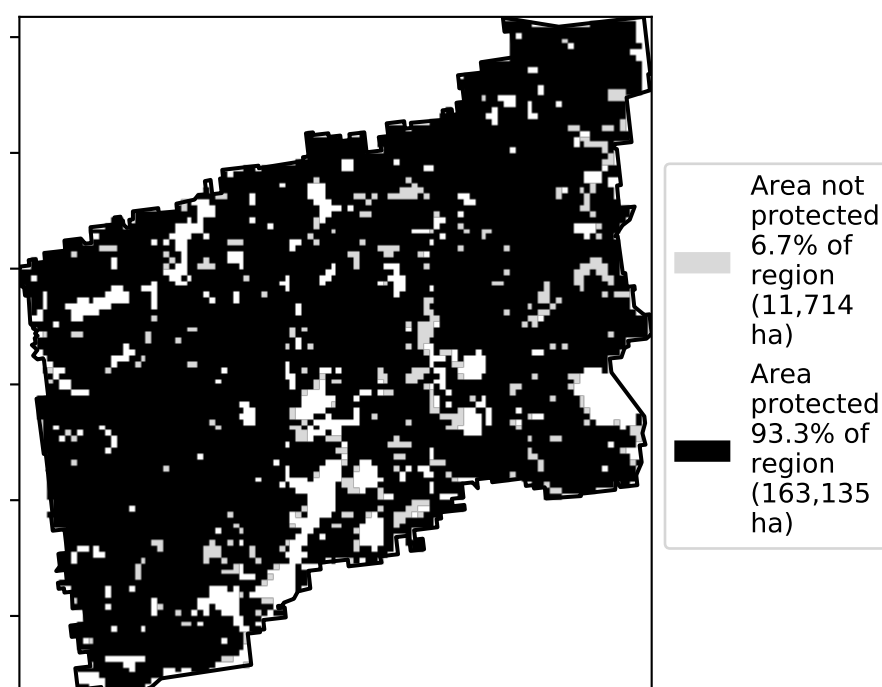 Area not
protected
6.7% of
region
(11,714
ha)
Area
protected
93.3% of
region
(163,135
ha)